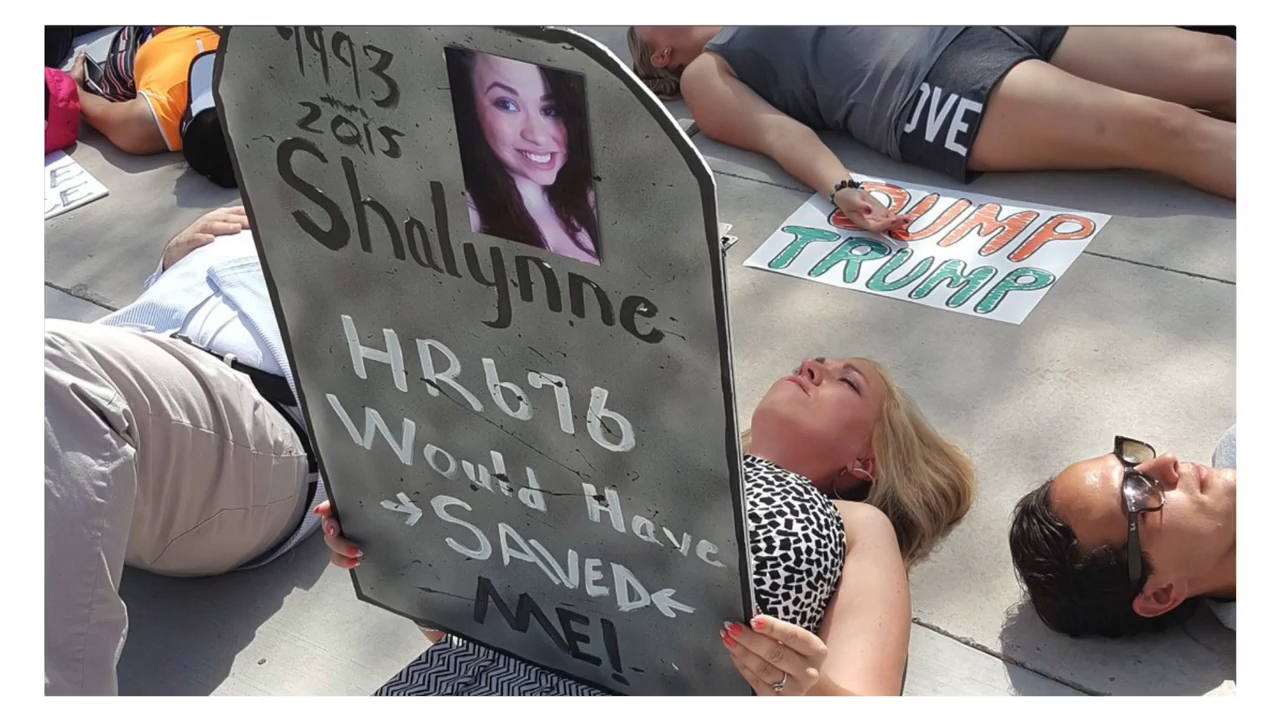 1993
2015
Shalynne
HR676
Would Have
→SAVED←
ME!
OVE
DUMP
TRUMP